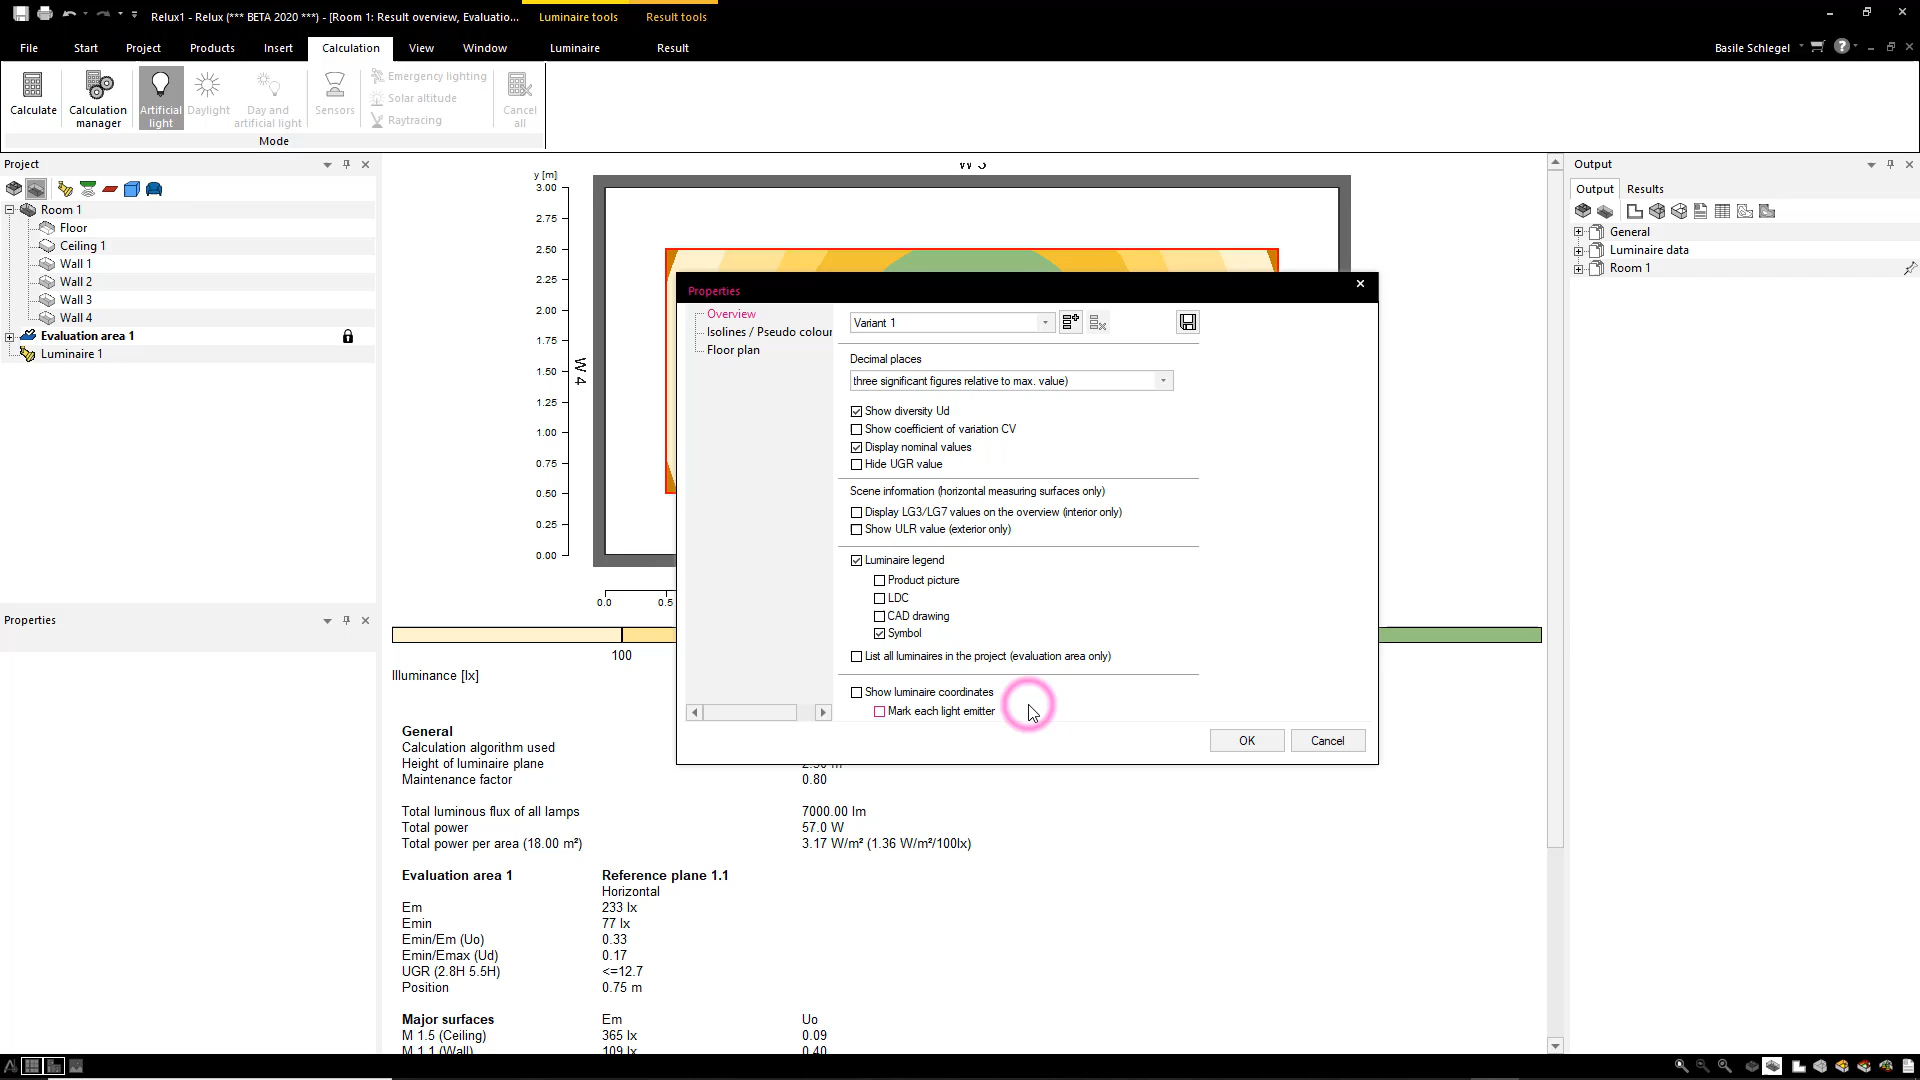 Relux1 - Relux (*** BETA 2020 ***) - [Room 1: Result overview, Evaluatio...
Luminaire tools
Result tools
File
Start
Project
Products
Insert
Calculation
View
Window
Luminaire
Result
Basile Schlegel
Calculate
Calculation manager
Artificial light
Daylight
Day and artificial light
Sensors
Emergency lighting
Solar altitude
Raytracing
Cancel all
Mode
Project
Room 1
Floor
Ceiling 1
Wall 1
Wall 2
Wall 3
Wall 4
Evaluation area 1
Luminaire 1
Properties
y [m]
3.00
2.75
2.50
2.25
2.00
1.75
1.50
1.25
1.00
0.75
0.50
0.25
0.00
W 4
0.0
0.5
100
Illuminance [lx]
General
Calculation algorithm used
Height of luminaire plane
Maintenance factor
0.80
Total luminous flux of all lamps
7000.00 lm
Total power
57.0 W
Total power per area (18.00 m²)
3.17 W/m² (1.36 W/m²/100lx)
Evaluation area 1
Reference plane 1.1
Horizontal
Em
233 lx
Emin
77 lx
Emin/Em (Uo)
0.33
Emin/Emax (Ud)
0.17
UGR (2.8H 5.5H)
<=12.7
Position
0.75 m
Major surfaces
Em
Uo
M 1.5 (Ceiling)
365 lx
0.09
M 1.1 (Wall)
109 lx
0.40
Properties
Overview
Isolines / Pseudo colour
Floor plan
Variant 1
Decimal places
three significant figures relative to max. value)
Show diversity Ud
Show coefficient of variation CV
Display nominal values
Hide UGR value
Scene information (horizontal measuring surfaces only)
Display LG3/LG7 values on the overview (interior only)
Show ULR value (exterior only)
Luminaire legend
Product picture
LDC
CAD drawing
Symbol
List all luminaires in the project (evaluation area only)
Show luminaire coordinates
Mark each light emitter
OK
Cancel
Output
Output
Results
General
Luminaire data
Room 1